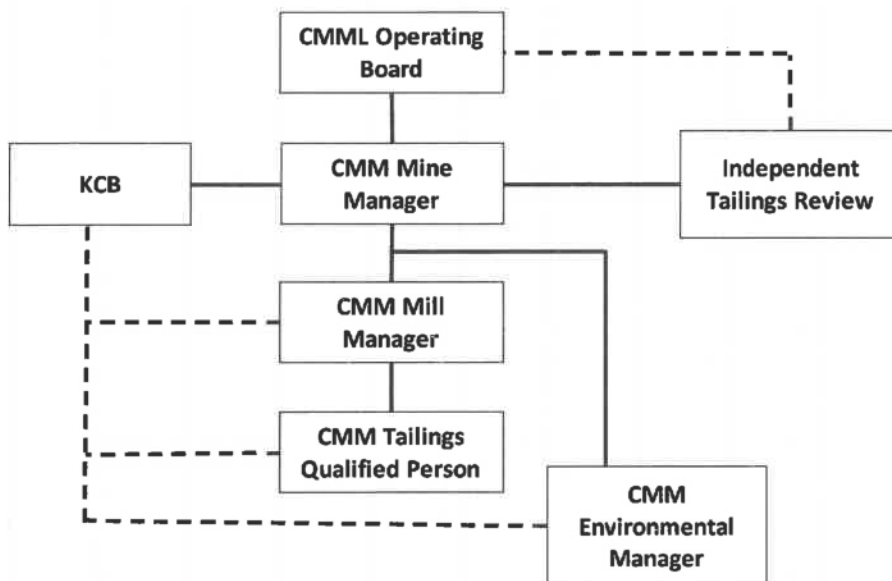 CMML Operating
Board
KCB
CMM Mine
Manager
Independent
Tailings Review
CMM Mill
Manager
CMM Tailings
Qualified Person
CMM
Environmental
Manager